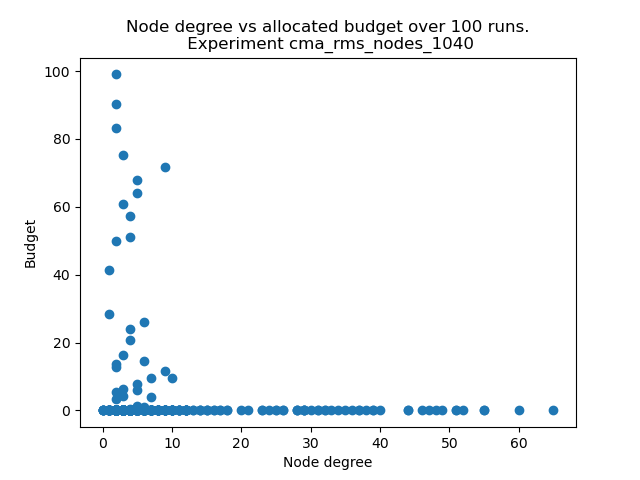 Node degree vs allocated budget over 100 runs.
Experiment cma_rms_nodes_1040
100
80
60
40
20
0
Budget
0 10 20 30 40 50 60
Node degree